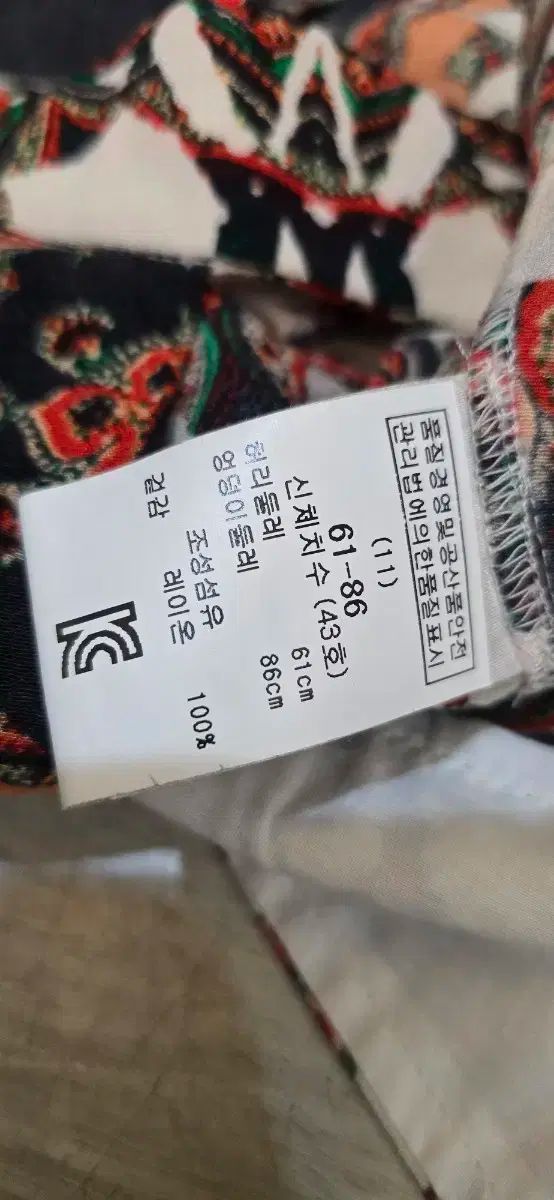 품질경영및공산품안전
관리법에의한품질표시
(11)
61-86
신체치수 (43호)
허리둘레 61cm
엉덩이둘레 86cm
조성섬유
겉감 레이온 100%
KC